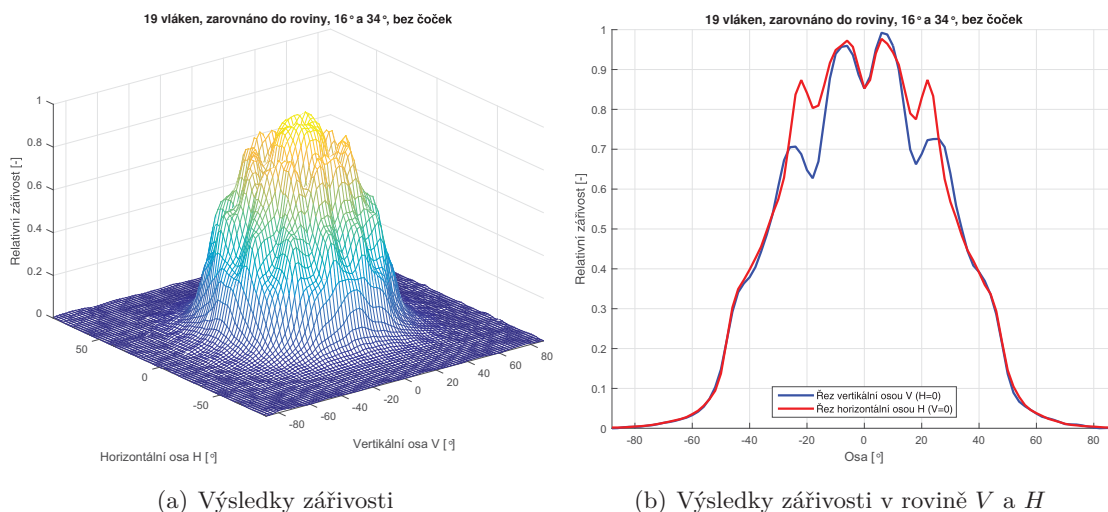 19 vláken, zarovnáno do roviny, 16° a 34°, bez čoček
1
0.8
0.6
0.4
0.2
0
Relativní zářivost [-]
50
0
-50
Horizontální osa H [°]
-80
-60
-40
-20
0
20
40
60
80
Vertikální osa V [°]
(a) Výsledky zářivosti
19 vláken, zarovnáno do roviny, 16° a 34°, bez čoček
1
0.9
0.8
0.7
0.6
0.5
0.4
0.3
0.2
0.1
0
Relativní zářivost [-]
Řez vertikální osou V (H=0)
Řez horizontální osou H (V=0)
-80 -60 -40 -20 0 20 40 60 80
Osa [°]
(b) Výsledky zářivosti v rovině V a H